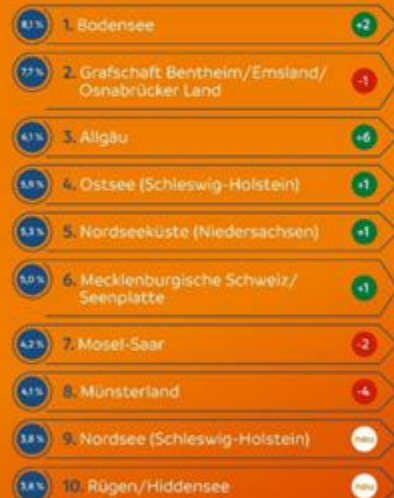 8,1 % 1. Bodensee +2
7,7 % 2. Grafschaft Bentheim/Emsland/
Osnabrücker Land -1
6,1 % 3. Allgäu +6
5,9 % 4. Ostsee (Schleswig-Holstein) +1
5,3 % 5. Nordseeküste (Niedersachsen) +1
5,0 % 6. Mecklenburgische Schweiz/
Seenplatte +1
4,2 % 7. Mosel-Saar -2
4,1 % 8. Münsterland -4
3,8 % 9. Nordsee (Schleswig-Holstein) neu
3,8 % 10. Rügen/Hiddensee neu